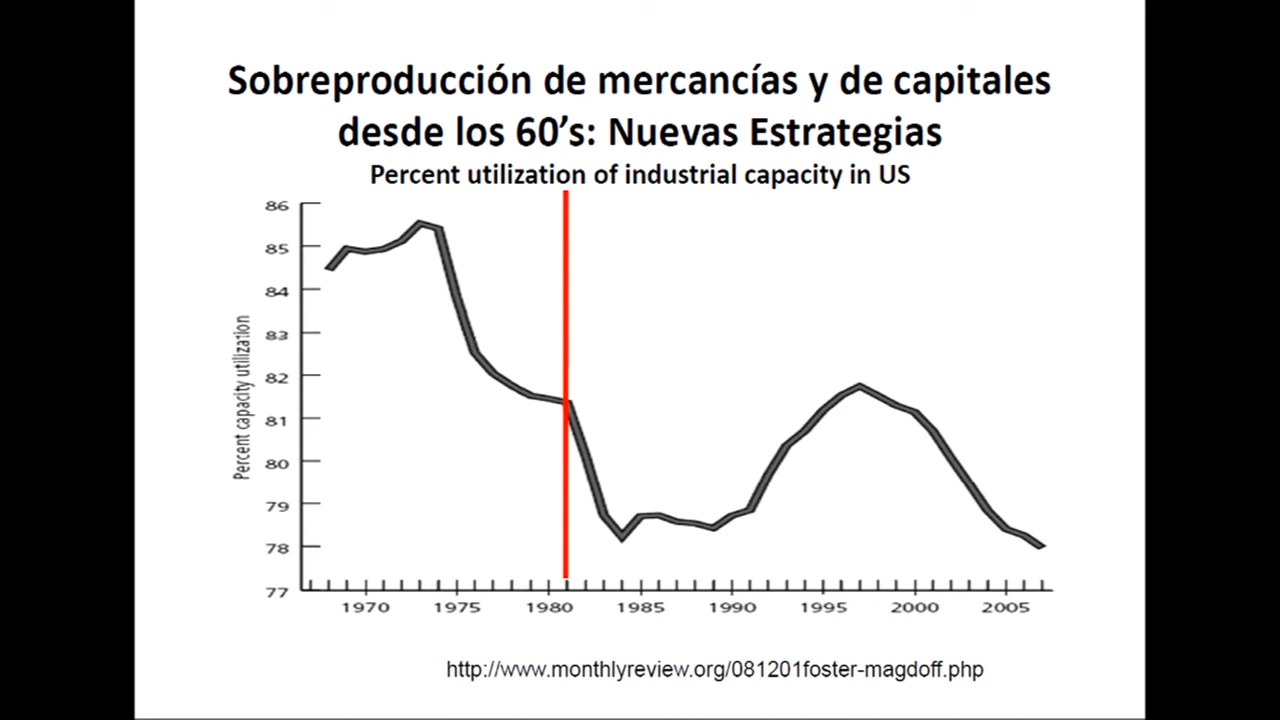 Sobreproducción de mercancías y de capitales
desde los 60's: Nuevas Estrategias
Percent utilization of industrial capacity in US
86
85
84
83
82
81
80
79
78
77
Percent capacity utilization
1970 1975 1980 1985 1990 1995 2000 2005
http://www.monthlyreview.org/081201foster-magdoff.php